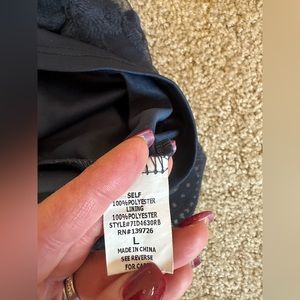 SELF
100%POLYESTER
LINING
100%POLYESTER
STYLE#71D4630RB
RN#139726
L
MADE IN CHINA
SEE REVERSE
FOR CARE